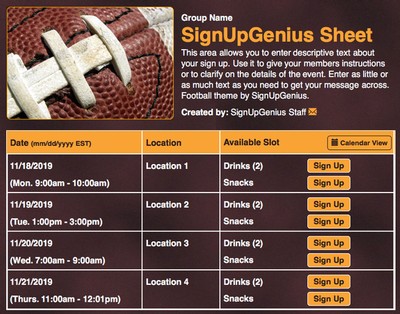 Group Name
SignUpGenius Sheet
This area allows you to enter descriptive text about
your sign up. Use it to give your members instructions
or to clarify on the details of the event. Enter as little or
as much text as you need to get your message across.
Football theme by SignUpGenius.
Created by: SignUpGenius Staff
Date (mm/dd/yyyy EST) Location Available Slot Calendar View
11/18/2019 Location 1 Drinks (2) Sign Up
(Mon. 9:00am - 10:00am) Snacks Sign Up
11/19/2019 Location 2 Drinks (2) Sign Up
(Tue. 1:00pm - 3:00pm) Snacks Sign Up
11/20/2019 Location 3 Drinks (2) Sign Up
(Wed. 7:00am - 9:00am) Snacks Sign Up
11/21/2019 Location 4 Drinks (2) Sign Up
(Thurs. 11:00am - 12:01pm) Snacks Sign Up